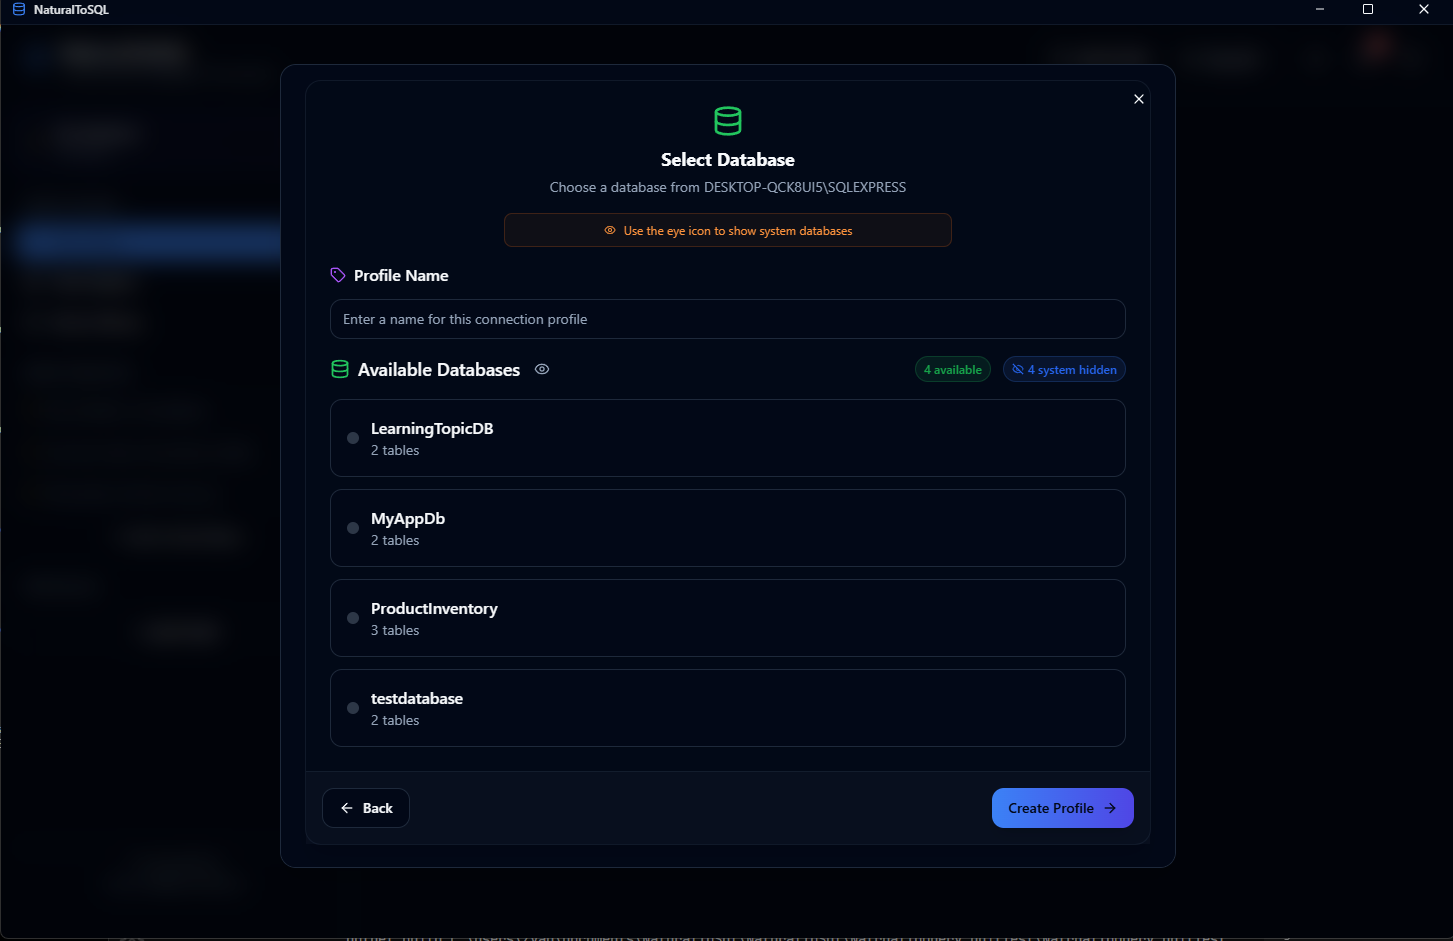 NaturalToSQL
Select Database
Choose a database from DESKTOP-QCK8UI5\SQLEXPRESS
Use the eye icon to show system databases
Profile Name
Enter a name for this connection profile
Available Databases
4 available
4 system hidden
LearningTopicDB
2 tables
MyAppDb
2 tables
ProductInventory
3 tables
testdatabase
2 tables
Back
Create Profile